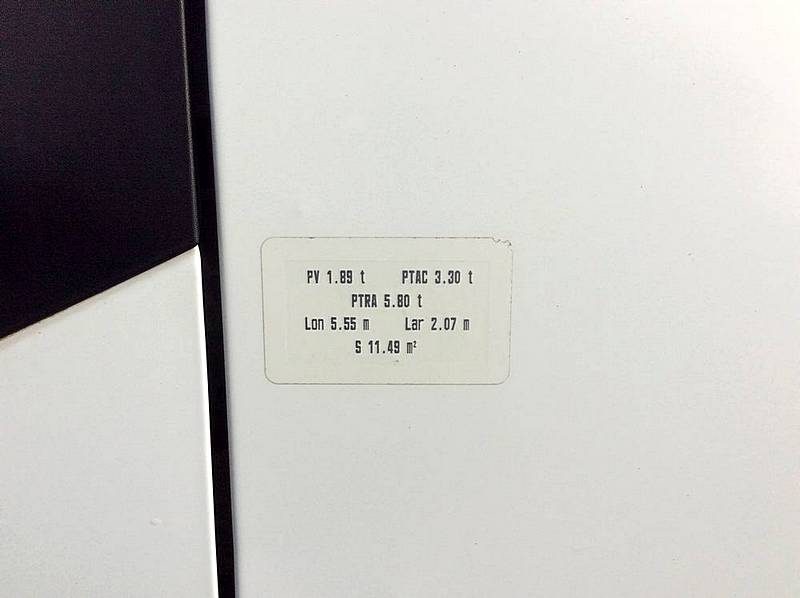 PV 1.89 t PTAC 3.30 t
PTRA 5.80 t
Lon 5.55 m Lar 2.07 m
S 11.49 m²